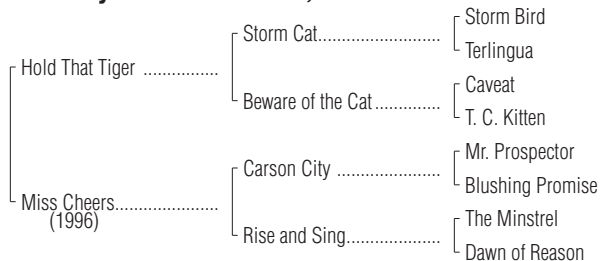 Storm Bird
Storm Cat..........................
Terlingua
Hold That Tiger ................
Caveat
Beware of the Cat..............
T. C. Kitten
Mr. Prospector
Carson City ......................
Blushing Promise
Miss Cheers......................
(1996)
The Minstrel
Rise and Sing....................
Dawn of Reason